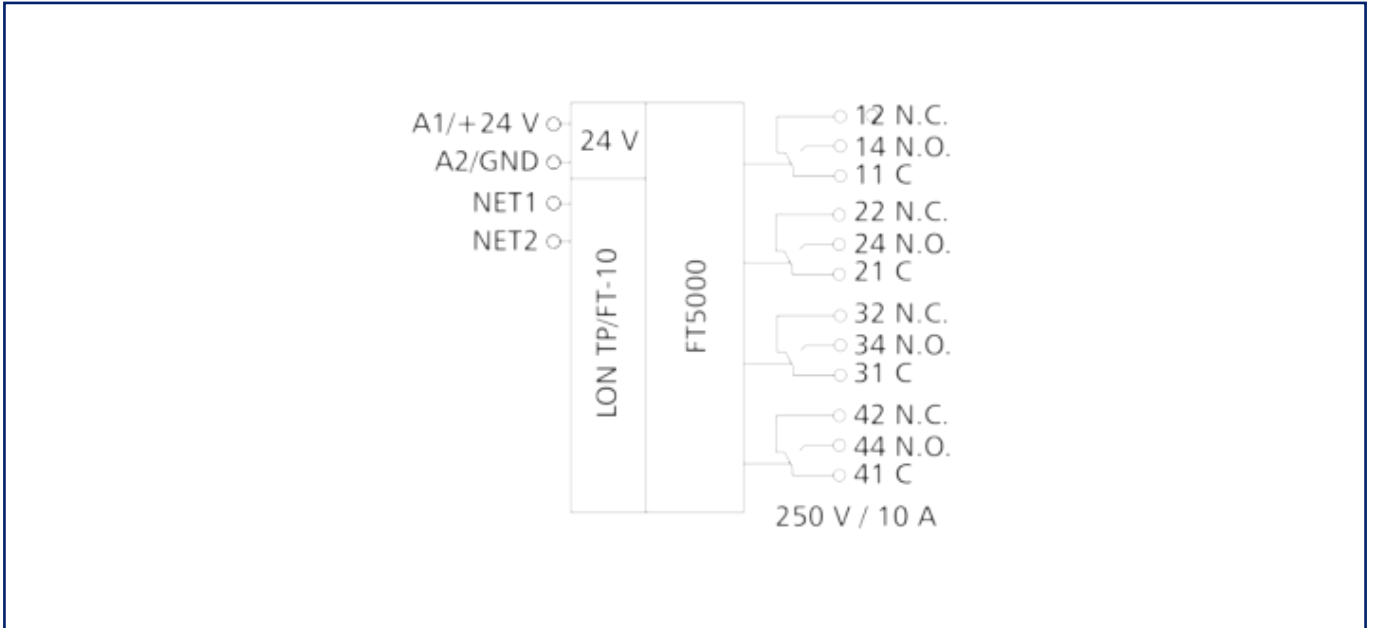 A1/+24 V
A2/GND
NET1
NET2
24 V
LON TP/FT-10
FT5000
12 N.C.
14 N.O.
11 C
22 N.C.
24 N.O.
21 C
32 N.C.
34 N.O.
31 C
42 N.C.
44 N.O.
41 C
250 V / 10 A